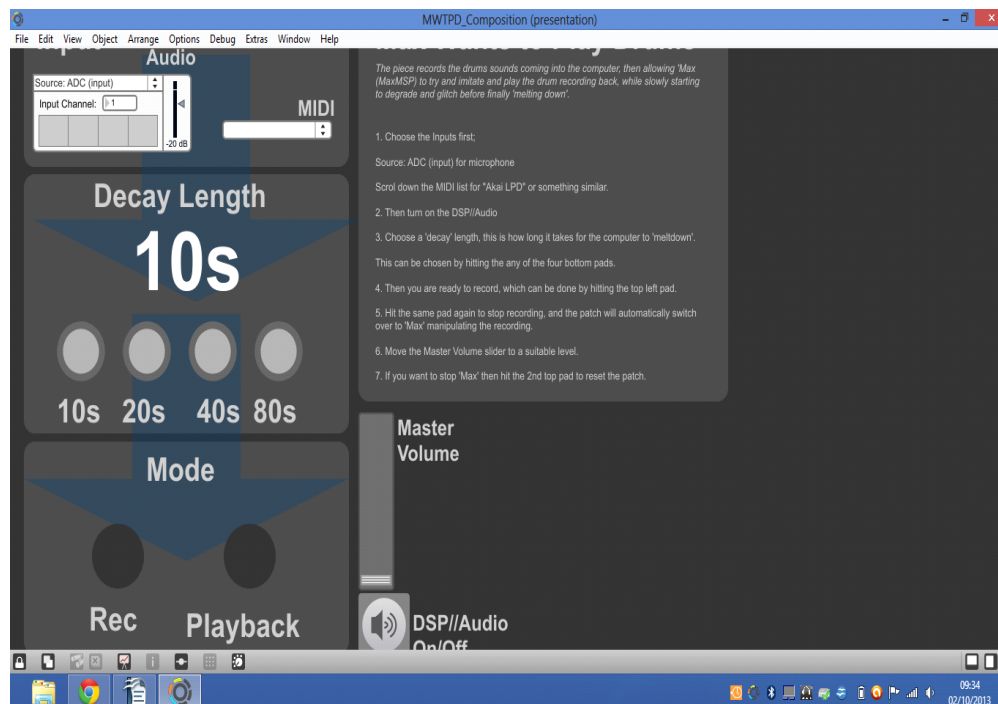 MWTPD_Composition (presentation)
File Edit View Object Arrange Options Debug Extras Window Help
Input
Audio
Source: ADC (input)
Input Channel: 1
-20 dB
MIDI
Max Wants to Play Drums
The piece records the drums sounds coming into the computer, then allowing 'Max
(MaxMSP) to try and imitate and play the drum recording back, while slowly starting
to degrade and glitch before finally 'melting down'.
1. Choose the Inputs first;
Source: ADC (input) for microphone
Scrol down the MIDI list for "Akai LPD" or something similar.
2. Then turn on the DSP//Audio
3. Choose a 'decay' length, this is how long it takes for the computer to 'meltdown'.
This can be chosen by hitting the any of the four bottom pads.
4. Then you are ready to record, which can be done by hitting the top left pad.
5. Hit the same pad again to stop recording, and the patch will automatically switch
over to 'Max' manipulating the recording.
6. Move the Master Volume slider to a suitable level.
7. If you want to stop 'Max' then hit the 2nd top pad to reset the patch.
Decay Length
10s
10s 20s 40s 80s
Mode
Rec Playback
Master
Volume
DSP//Audio
On/Off
09:34
02/10/2013